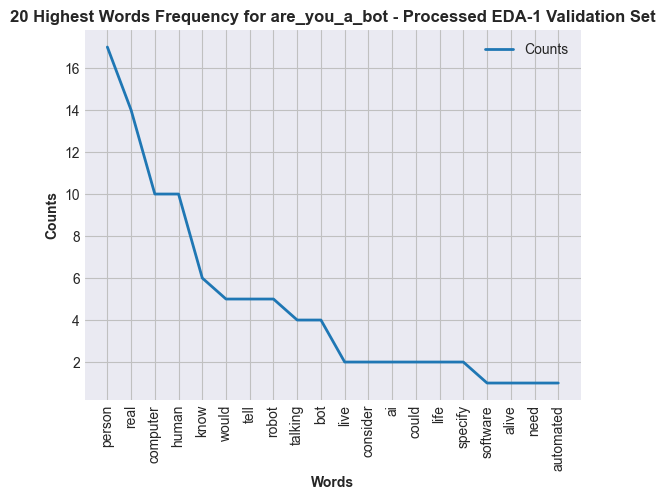 20 Highest Words Frequency for are_you_a_bot - Processed EDA-1 Validation Set
Counts
16
14
12
10
8
6
4
2
Counts
person
real
computer
human
know
would
tell
robot
talking
bot
live
consider
ai
could
life
specify
software
alive
need
automated
Words